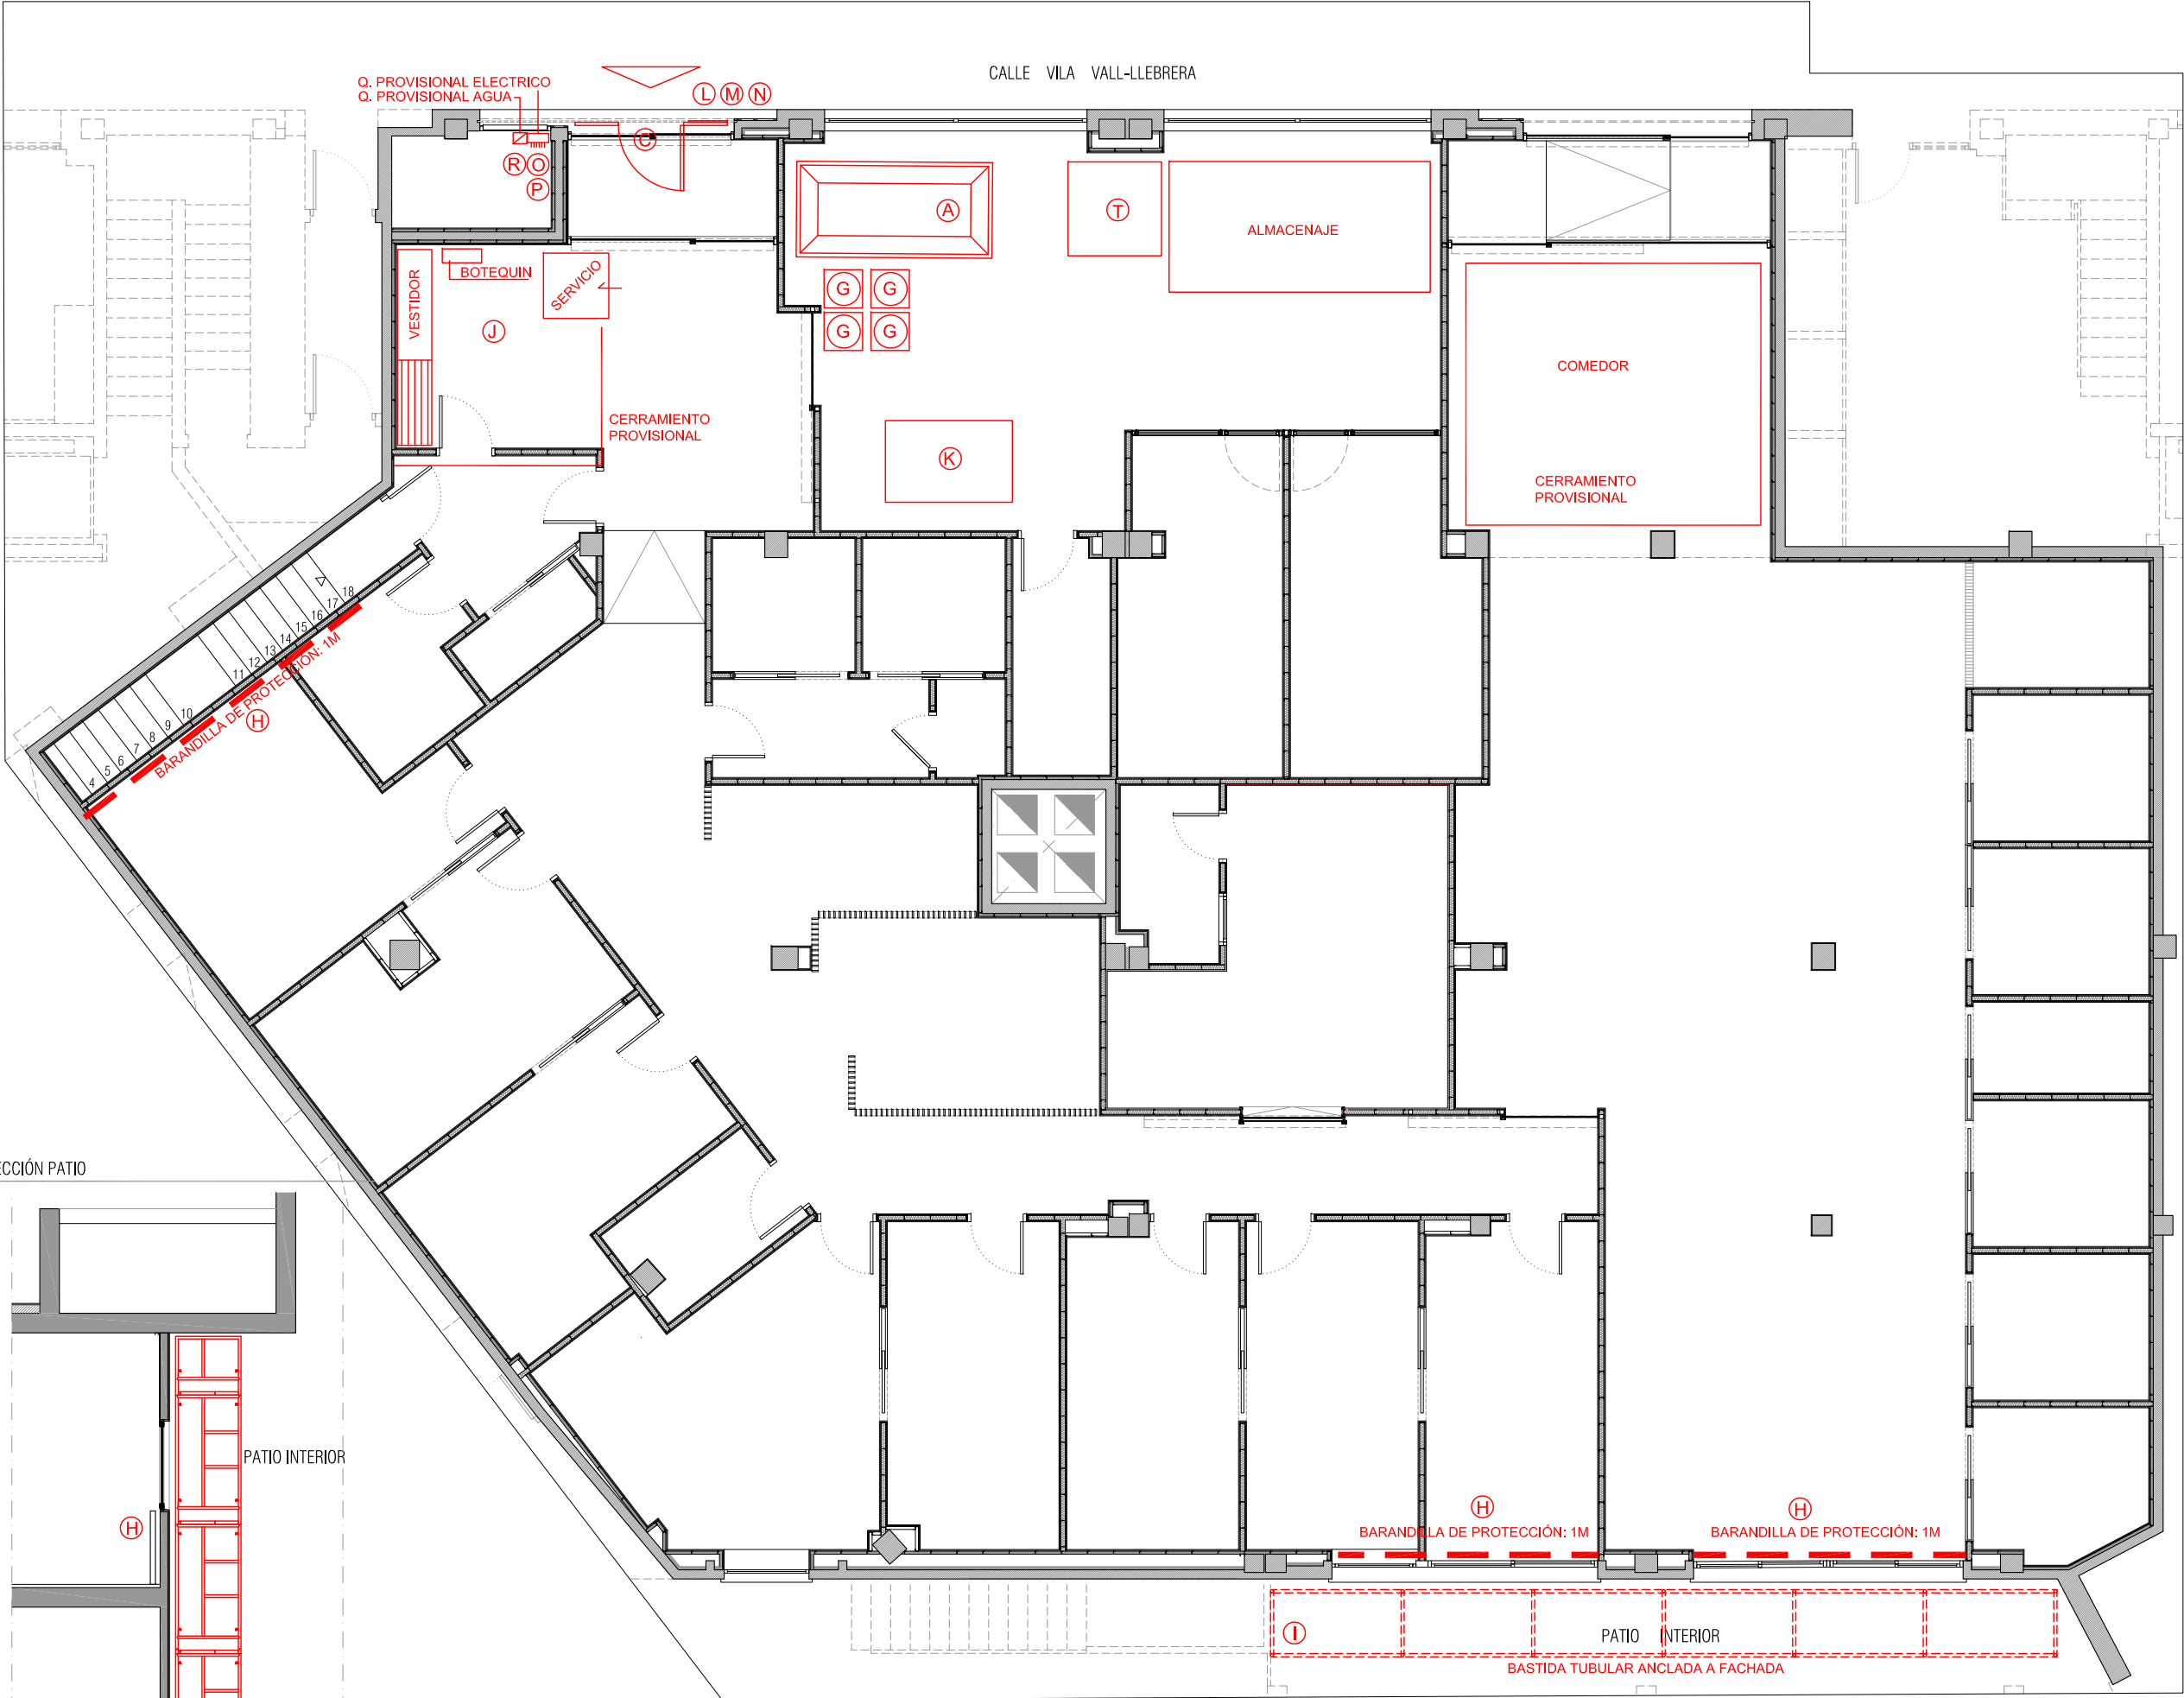 CALLE VILA VALL-LLEBRERA
Q. PROVISIONAL ELECTRICO
Q. PROVISIONAL AGUA
L M N
C
R O
P
A
T
ALMACENAJE
BOTEQUIN
SERVICIO
VESTIDOR
J
G G
G G
COMEDOR
CERRAMIENTO
PROVISIONAL
K
CERRAMIENTO
PROVISIONAL
18
17
16
15
14
13
12
11
10
9
8
7
6
5
4
BARANDILLA DE PROTECCIÓN: 1M
H
ECCIÓN PATIO
PATIO INTERIOR
H
H
BARANDILLA DE PROTECCIÓN: 1M
H
BARANDILLA DE PROTECCIÓN: 1M
I
PATIO INTERIOR
BASTIDA TUBULAR ANCLADA A FACHADA